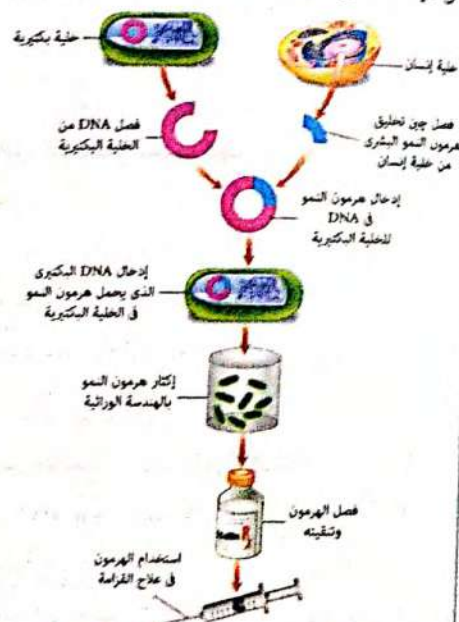 خلية بكتيرية
خلية إنسان
فصل DNA من
الخلية البكتيرية
فصل چين تخليق
هرمون النمو البشرى
من خلية إنسان
إدخال هرمون النمو
فى DNA
للخلية البكتيرية
إدخال DNA البكتيرى
الذى يحمل هرمون النمو
فى الخلية البكتيرية
إكثار هرمون النمو
بالهندسة الوراثية
فصل الهرمون
وتنقيته
استخدام الهرمون
فى علاج القزامة